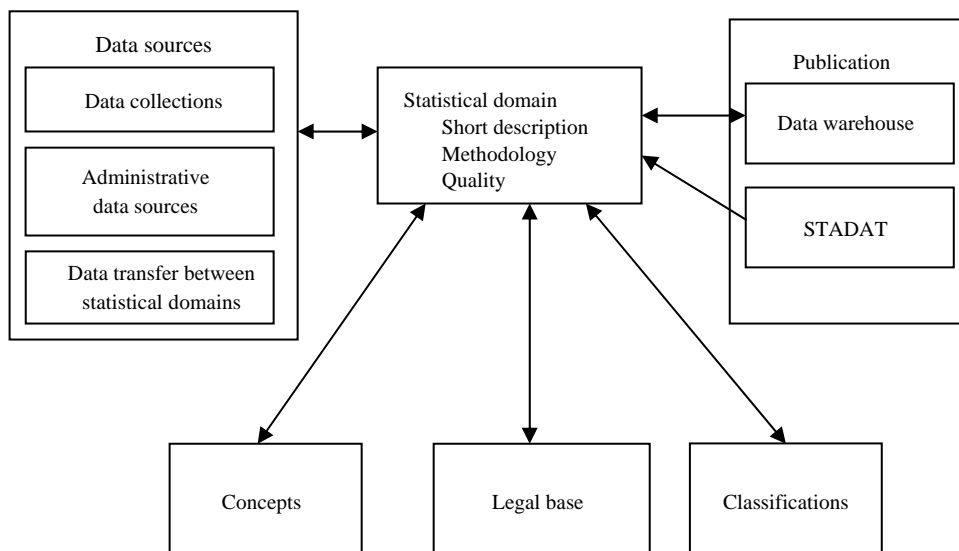 Data sources
Data collections
Administrative
data sources
Data transfer between
statistical domains
Statistical domain
Short description
Methodology
Quality
Publication
Data warehouse
STADAT
Concepts
Legal base
Classifications